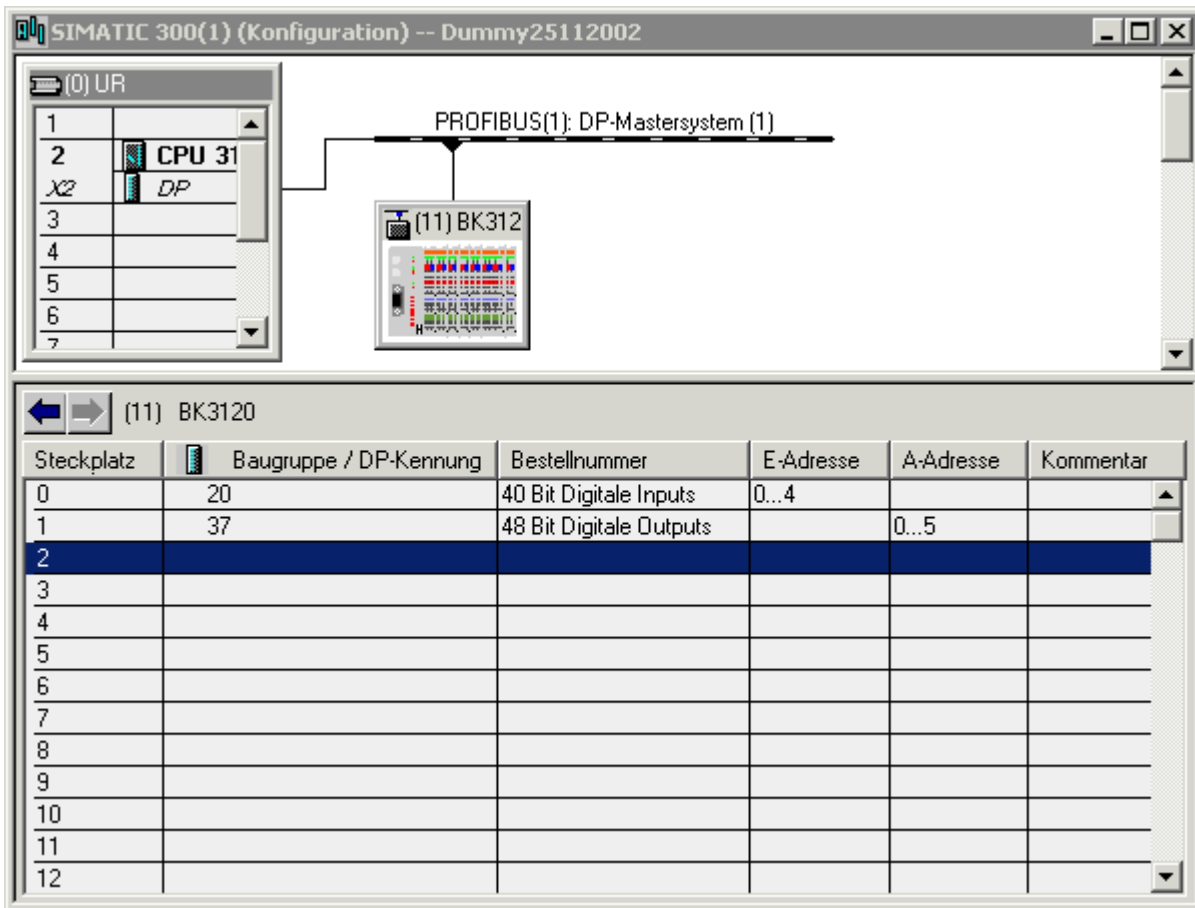 SIMATIC 300(1) (Konfiguration) -- Dummy25112002
(0) UR
1
2 CPU 31
X2 DP
3
4
5
6
7
PROFIBUS(1): DP-Mastersystem (1)
(11) BK312
(11) BK3120
Steckplatz Baugruppe / DP-Kennung Bestellnummer E-Adresse A-Adresse Kommentar
0 20 40 Bit Digitale Inputs 0...4
1 37 48 Bit Digitale Outputs 0...5
2
3
4
5
6
7
8
9
10
11
12